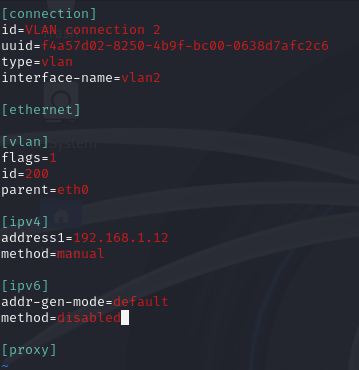 [connection]
id=VLAN connection 2
uuid=f4a57d02-8250-4b9f-bc00-0638d7afc2c6
type=vlan
interface-name=vlan2
[ethernet]
[vlan]
flags=1
id=200
parent=eth0
[ipv4]
address1=192.168.1.12
method=manual
[ipv6]
addr-gen-mode=default
method=disabled
[proxy]
~